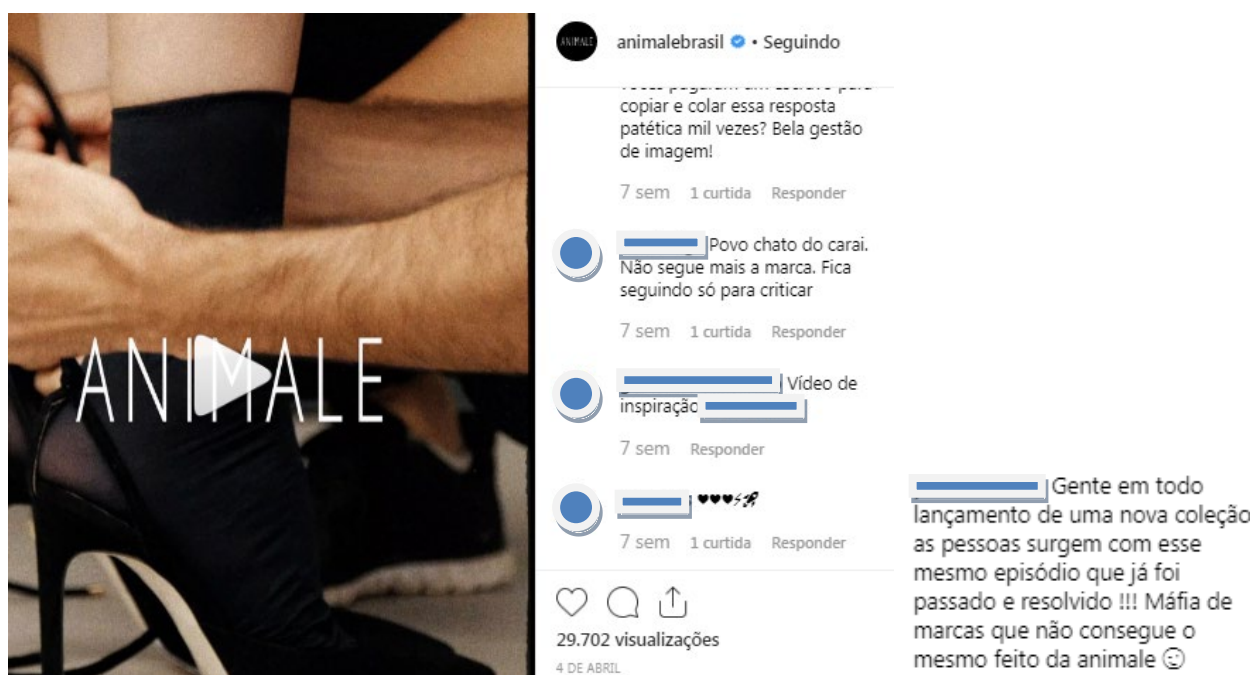 ANIMALE
ANIMALE
animalebrasil • Seguindo
copiar e colar essa resposta
patética mil vezes? Bela gestão
de imagem!
7 sem 1 curtida Responder
Povo chato do carai.
Não segue mais a marca. Fica
seguindo só para criticar
7 sem 1 curtida Responder
Vídeo de
inspiração
7 sem Responder
♥♥♥⚡🚀
7 sem 1 curtida Responder
29.702 visualizações
4 DE ABRIL
Gente em todo
lançamento de uma nova coleção
as pessoas surgem com esse
mesmo episódio que já foi
passado e resolvido !!! Máfia de
marcas que não consegue o
mesmo feito da animale 😉